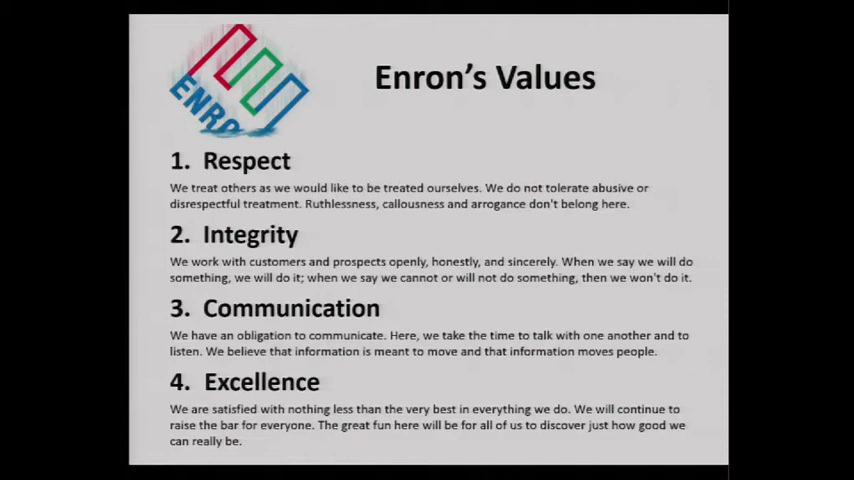 ENRO
Enron's Values
1. Respect
We treat others as we would like to be treated ourselves. We do not tolerate abusive or
disrespectful treatment. Ruthlessness, callousness and arrogance don't belong here.
2. Integrity
We work with customers and prospects openly, honestly, and sincerely. When we say we will do
something, we will do it; when we say we cannot or will not do something, then we won't do it.
3. Communication
We have an obligation to communicate. Here, we take the time to talk with one another and to
listen. We believe that information is meant to move and that information moves people.
4. Excellence
We are satisfied with nothing less than the very best in everything we do. We will continue to
raise the bar for everyone. The great fun here will be for all of us to discover just how good we
can really be.